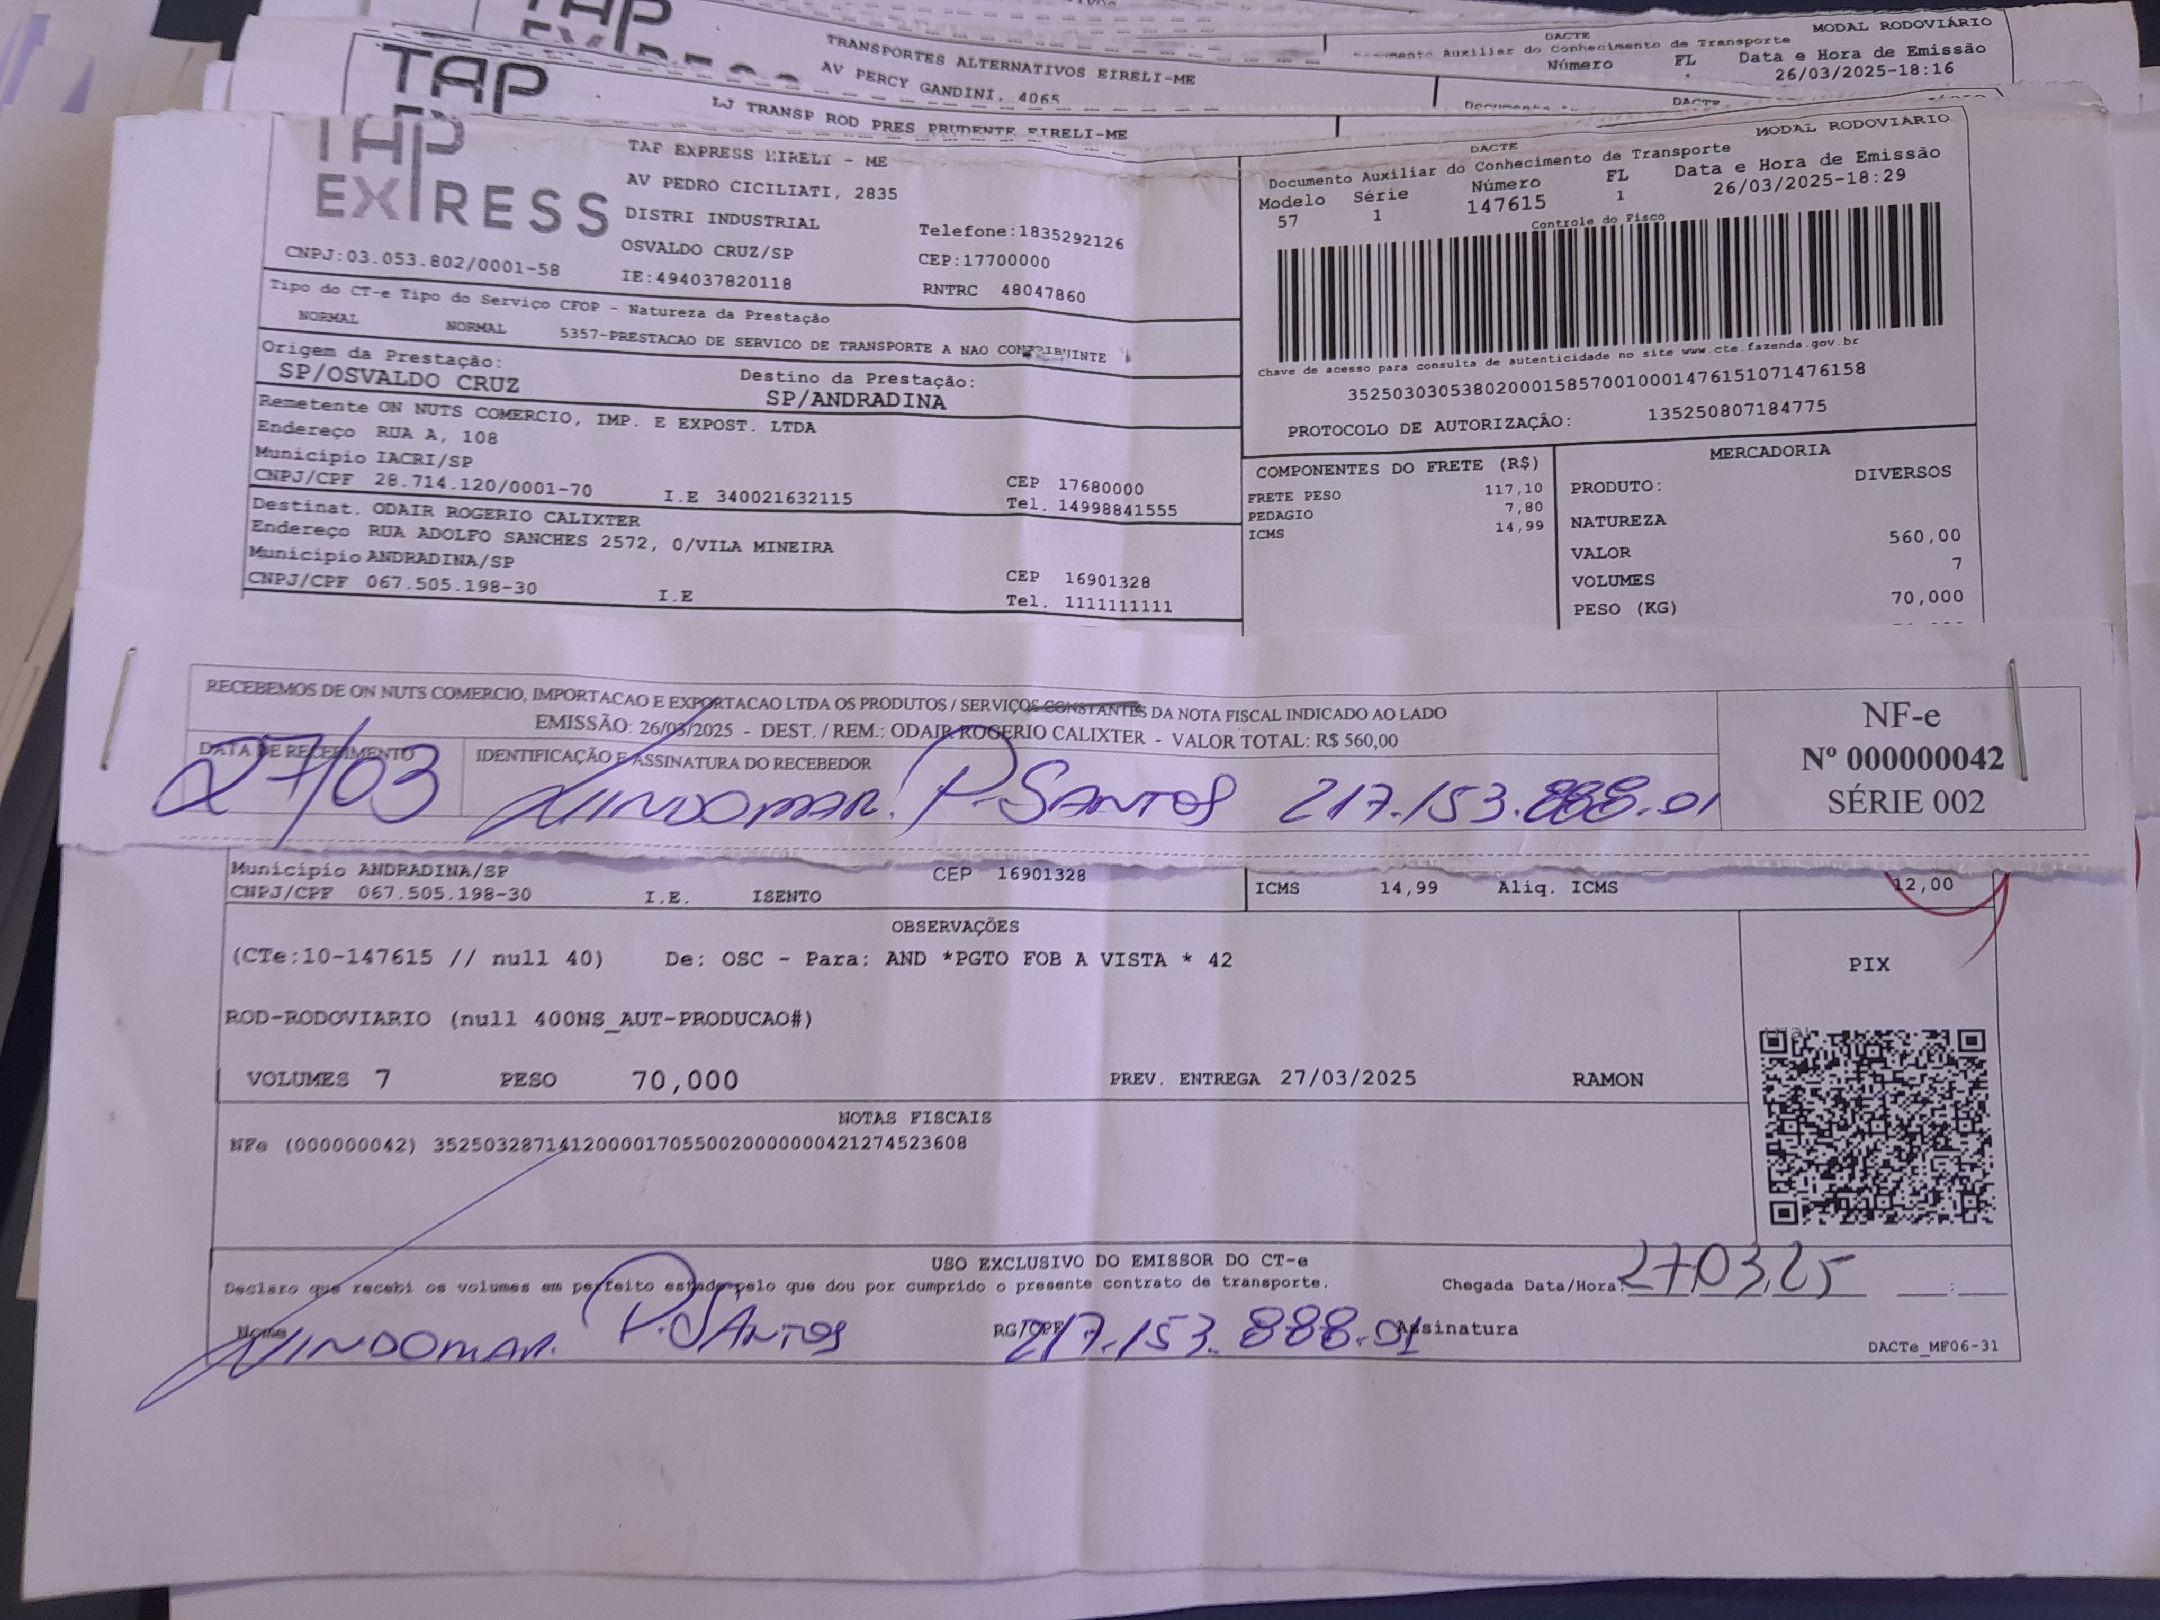 TAP
TRANSPORTES ALTERNATIVOS EIRELI-ME
AV PERCY GANDINI, 4065
DACTE
MODAL RODOVIÁRIO
Auxiliar do Conhecimento de Transporte
Número FL Data e Hora de Emissão
26/03/2025-18:16
TAP
LJ TRANSP ROD PRES PRUDENTE EIRELI-ME
DACTE
TAP
EXPRESS
TAP EXPRESS EIRELI - ME
AV PEDRO CICILIATI, 2835
DISTRI INDUSTRIAL
OSVALDO CRUZ/SP
IE:494037820118
Telefone:1835292126
CEP:17700000
RNTRC 48047860
CNPJ:03.053.802/0001-58
DACTE
MODAL RODOVIARIO
Documento Auxiliar do Conhecimento de Transporte
Modelo Série Número FL Data e Hora de Emissão
57 1 147615 1 26/03/2025-18:29
Controle do Fisco
Chave de acesso para consulta de autenticidade no site www.cte.fazenda.gov.br
35250303053802000158570010001476151071476158
PROTOCOLO DE AUTORIZAÇÃO: 135250807184775
Tipo do CT-e Tipo do Serviço CFOP - Natureza da Prestação
NORMAL NORMAL 5357-PRESTACAO DE SERVICO DE TRANSPORTE A NAO CONTRIBUINTE
Origem da Prestação: Destino da Prestação:
SP/OSVALDO CRUZ SP/ANDRADINA
Remetente ON NUTS COMERCIO, IMP. E EXPOST. LTDA
Endereço RUA A, 108
Município IACRI/SP CEP 17680000
CNPJ/CPF 28.714.120/0001-70 I.E 340021632115 Tel. 14998841555
Destinat. ODAIR ROGERIO CALIXTER
Endereço RUA ADOLFO SANCHES 2572, 0/VILA MINEIRA
Município ANDRADINA/SP CEP 16901328
CNPJ/CPF 067.505.198-30 I.E Tel. 1111111111
COMPONENTES DO FRETE (R$)
FRETE PESO 117,10
PEDAGIO 7,80
ICMS 14,99
MERCADORIA
PRODUTO: DIVERSOS
NATUREZA
VALOR 560,00
VOLUMES 7
PESO (KG) 70,000
RECEBEMOS DE ON NUTS COMERCIO, IMPORTACAO E EXPORTACAO LTDA OS PRODUTOS / SERVIÇOS CONSTANTES DA NOTA FISCAL INDICADO AO LADO
EMISSÃO: 26/03/2025 - DEST. / REM.: ODAIR ROGERIO CALIXTER - VALOR TOTAL: R$ 560,00
DATA DE RECEBIMENTO IDENTIFICAÇÃO E ASSINATURA DO RECEBEDOR
27/03 P. SANTOS 217.153.888.01
NF-e
Nº 000000042
SÉRIE 002
Município ANDRADINA/SP CEP 16901328
CNPJ/CPF 067.505.198-30 I.E. ISENTO
ICMS 14,99 Aliq. ICMS 12,00
OBSERVAÇÕES
(CTe:10-147615 // null 40) De: OSC - Para: AND *PGTO FOB A VISTA * 42
ROD-RODOVIARIO (null 400NS_AUT-PRODUCAO#)
VOLUMES 7 PESO 70,000 PREV. ENTREGA 27/03/2025 RAMON
PIX
NOTAS FISCAIS
NFe (000000042) 35250328714120000170550020000000421274523608
USO EXCLUSIVO DO EMISSOR DO CT-e
Declaro que recebi os volumes em perfeito estado pelo que dou por cumprido o presente contrato de transporte.
Chegada Data/Hora: 27,03,25
Nome P. SANTOS RG/CPF 217.153.888.01 Assinatura
DACTe_MF06-31